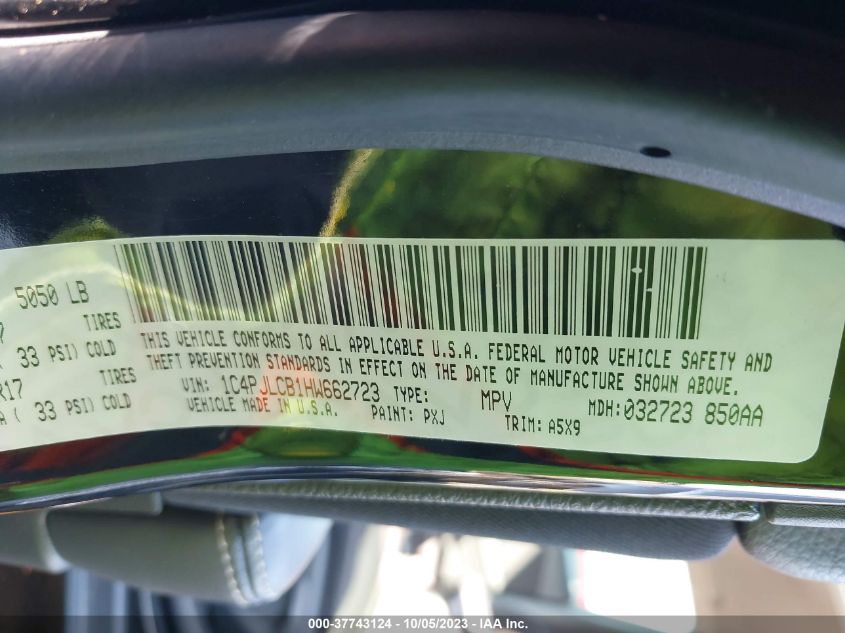 5050 LB
TIRES
33 PSI) COLD
R17 TIRES
( 33 PSI) COLD
THIS VEHICLE CONFORMS TO ALL APPLICABLE U.S.A. FEDERAL MOTOR VEHICLE SAFETY AND
THEFT PREVENTION STANDARDS IN EFFECT ON THE DATE OF MANUFACTURE SHOWN ABOVE.
VIN: 1C4PJLCB1HW662723 TYPE: MPV MDH:032723 850AA
VEHICLE MADE IN U.S.A. PAINT: PXJ TRIM: A5X9
000-37743124 - 10/05/2023 - © IAA Inc.